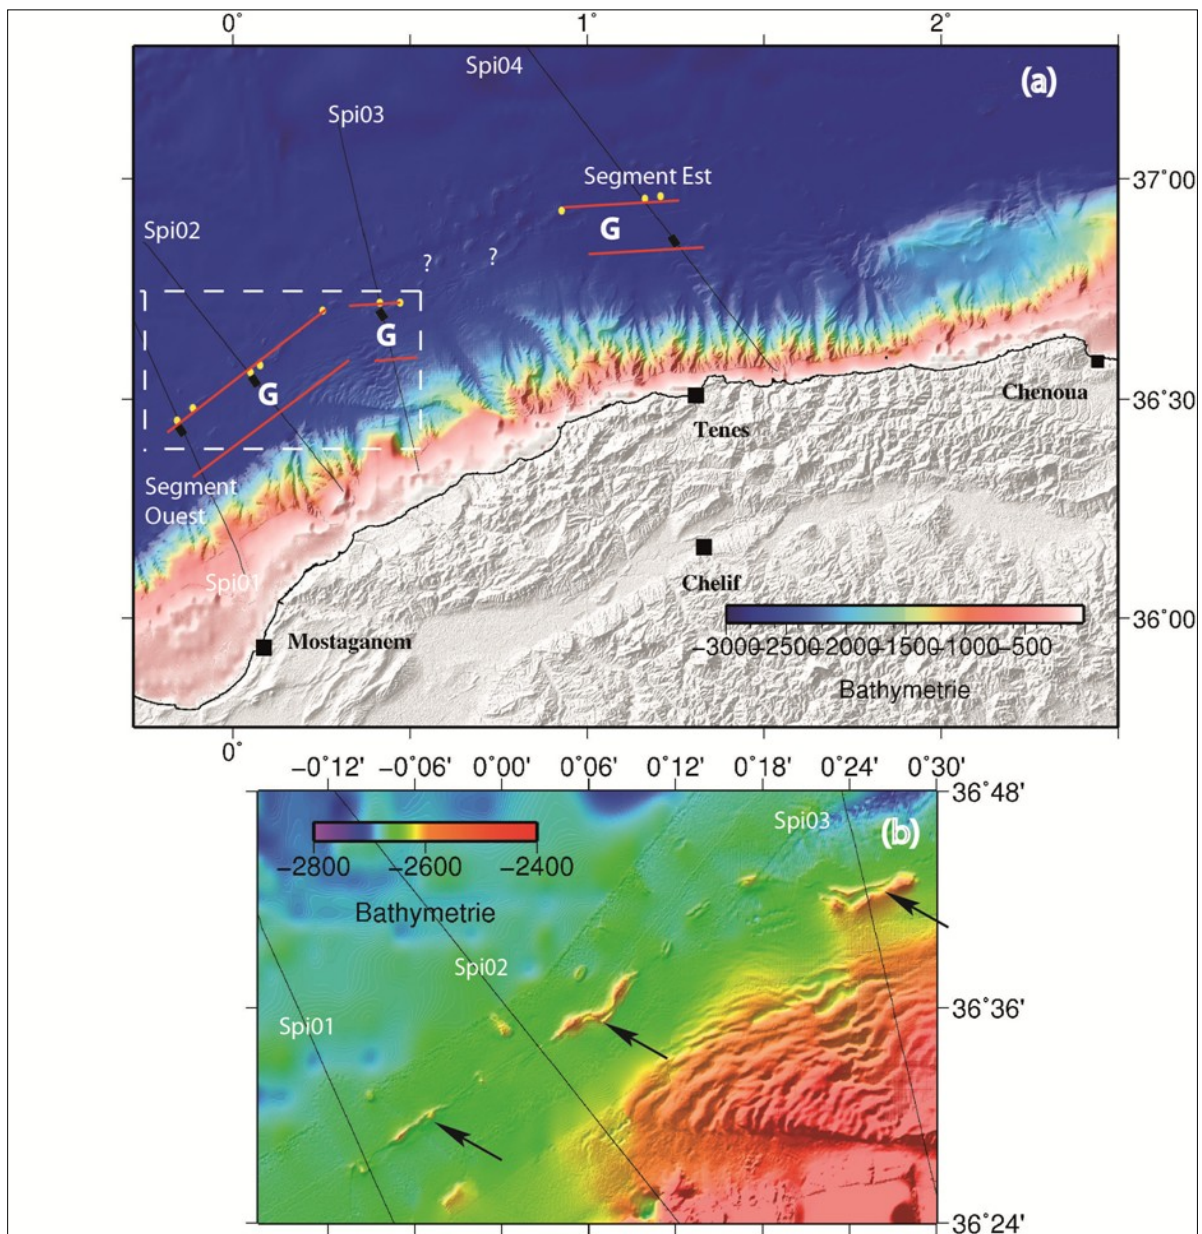 0°
1°
2°
Spi04
(a)
Spi03
Segment Est
37°00'
Spi02
G
?
?
G
G
Chenoua
36°30'
Tenes
Segment
Ouest
Chelif
Spi01
36°00'
Mostaganem
−3000
−2500
−2000
−1500
−1000
−500
Bathymetrie
0°
−0°12'
−0°06'
0°00'
0°06'
0°12'
0°18'
0°24'
0°30'
36°48'
Spi03
(b)
−2800
−2600
−2400
Bathymetrie
Spi02
Spi01
36°36'
36°24'